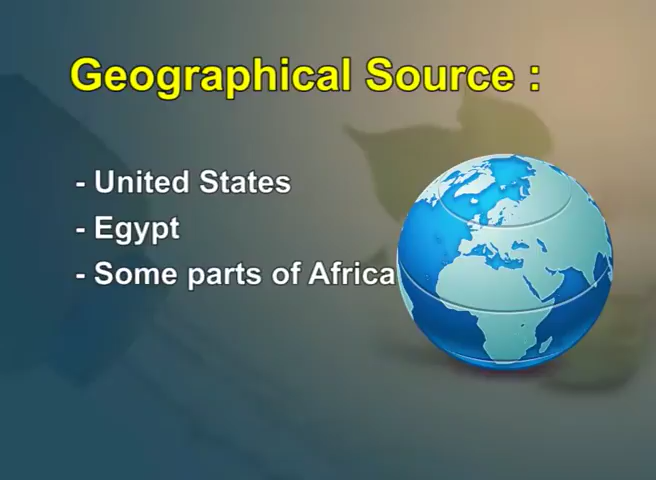 Geographical Source :
- United States
- Egypt
- Some parts of Africa